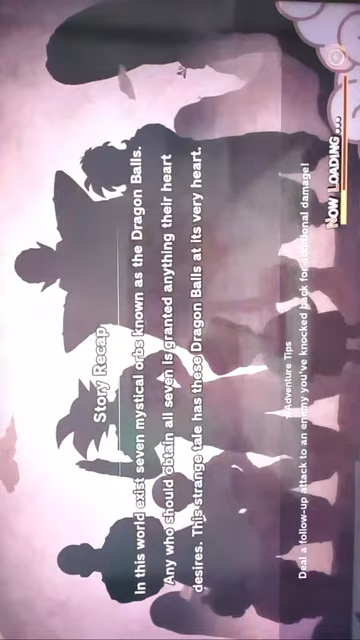 Story Recap
In this world exist seven mystical orbs known as the Dragon Balls.
Any who should obtain all seven is granted anything their heart
desires. This strange tale has these Dragon Balls at its very heart.
Adventure Tips
Deal a follow-up attack to an enemy you've knocked back for additional damage!
NOW LOADING...